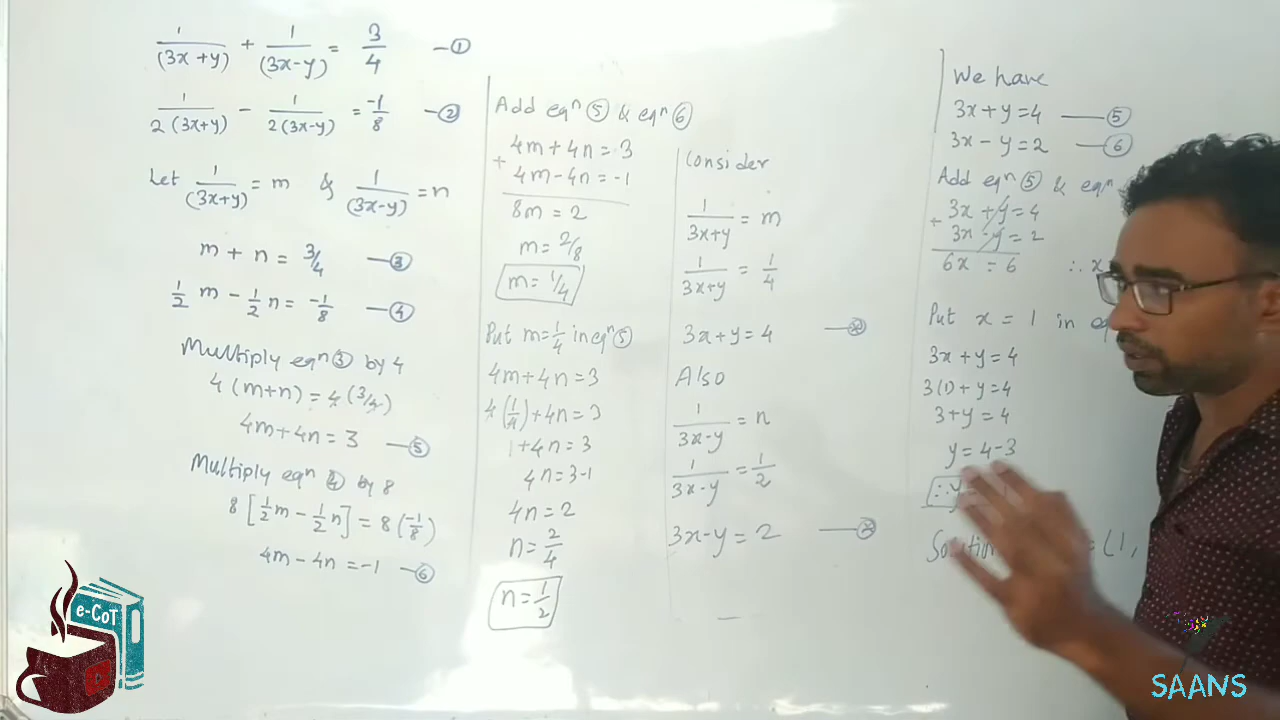 1/(3x+y) + 1/(3x-y) = 3/4 —①
1/2(3x+y) - 1/2(3x-y) = -1/8 —②
Let 1/(3x+y) = m & 1/(3x-y) = n
m + n = 3/4 —③
1/2 m - 1/2 n = -1/8 —④
Multiply eqⁿ ③ by 4
4(m+n) = 4(3/4)
4m+4n = 3 —⑤
Multiply eqⁿ ④ by 8
8[1/2 m - 1/2 n] = 8(-1/8)
4m - 4n = -1 —⑥
Add eqⁿ ⑤ & eqⁿ ⑥
4m + 4n = 3
+ 4m - 4n = -1
8m = 2
m = 2/8
m = 1/4
Put m = 1/4 in eqⁿ ⑤
4m + 4n = 3
4(1/4) + 4n = 3
1 + 4n = 3
4n = 3-1
4n = 2
n = 2/4
n = 1/2
Consider
1/(3x+y) = m
1/(3x+y) = 1/4
3x + y = 4
Also
1/(3x-y) = n
1/(3x-y) = 1/2
3x - y = 2
We have
3x + y = 4 —⑤
3x - y = 2 —⑥
Add eqⁿ ⑤ & eqⁿ
3x + y = 4
+ 3x - y = 2
6x = 6 ∴ x
Put x = 1 in eq
3x + y = 4
3(1) + y = 4
3 + y = 4
y = 4-3
∴ y =
Solution = (1,
e-CoT
SAANS